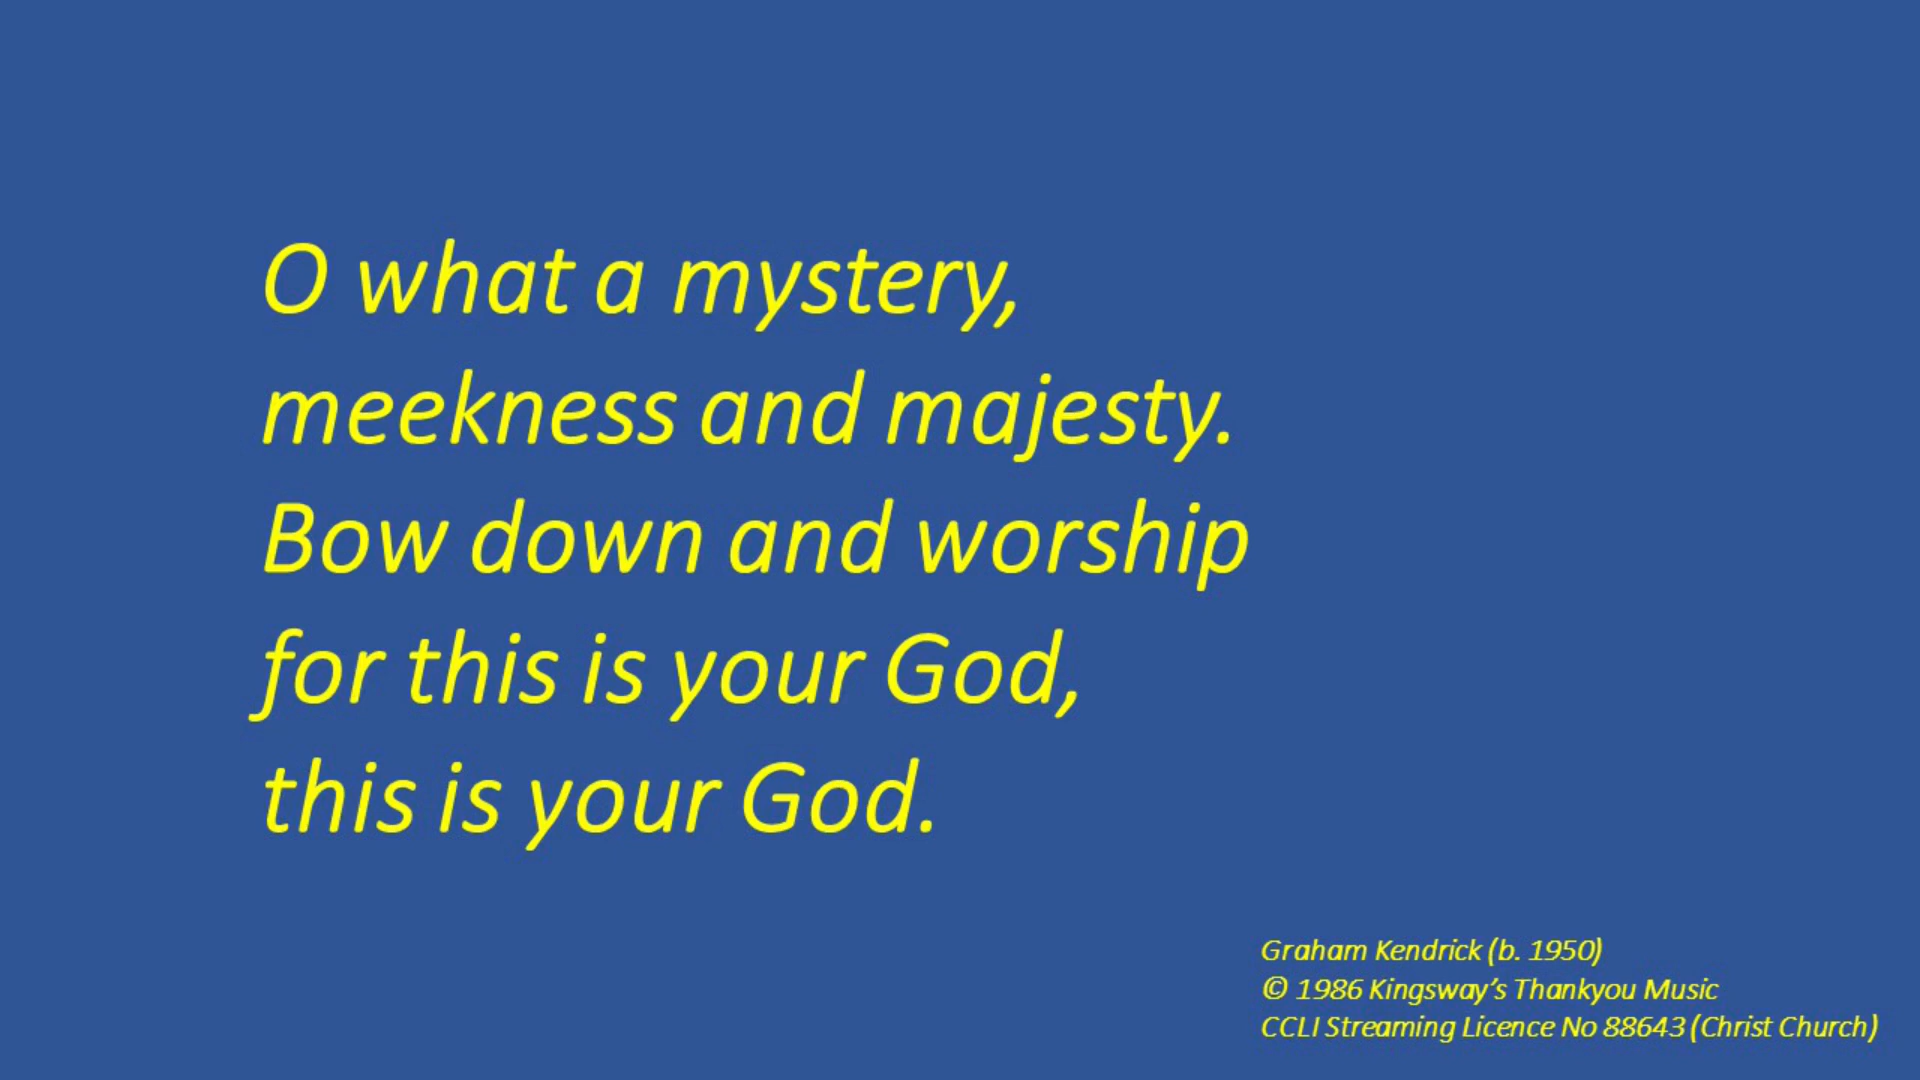 O what a mystery,
meekness and majesty.
Bow down and worship
for this is your God,
this is your God.
Graham Kendrick (b. 1950)
© 1986 Kingsway’s Thankyou Music
CCLI Streaming Licence No 88643 (Christ Church)